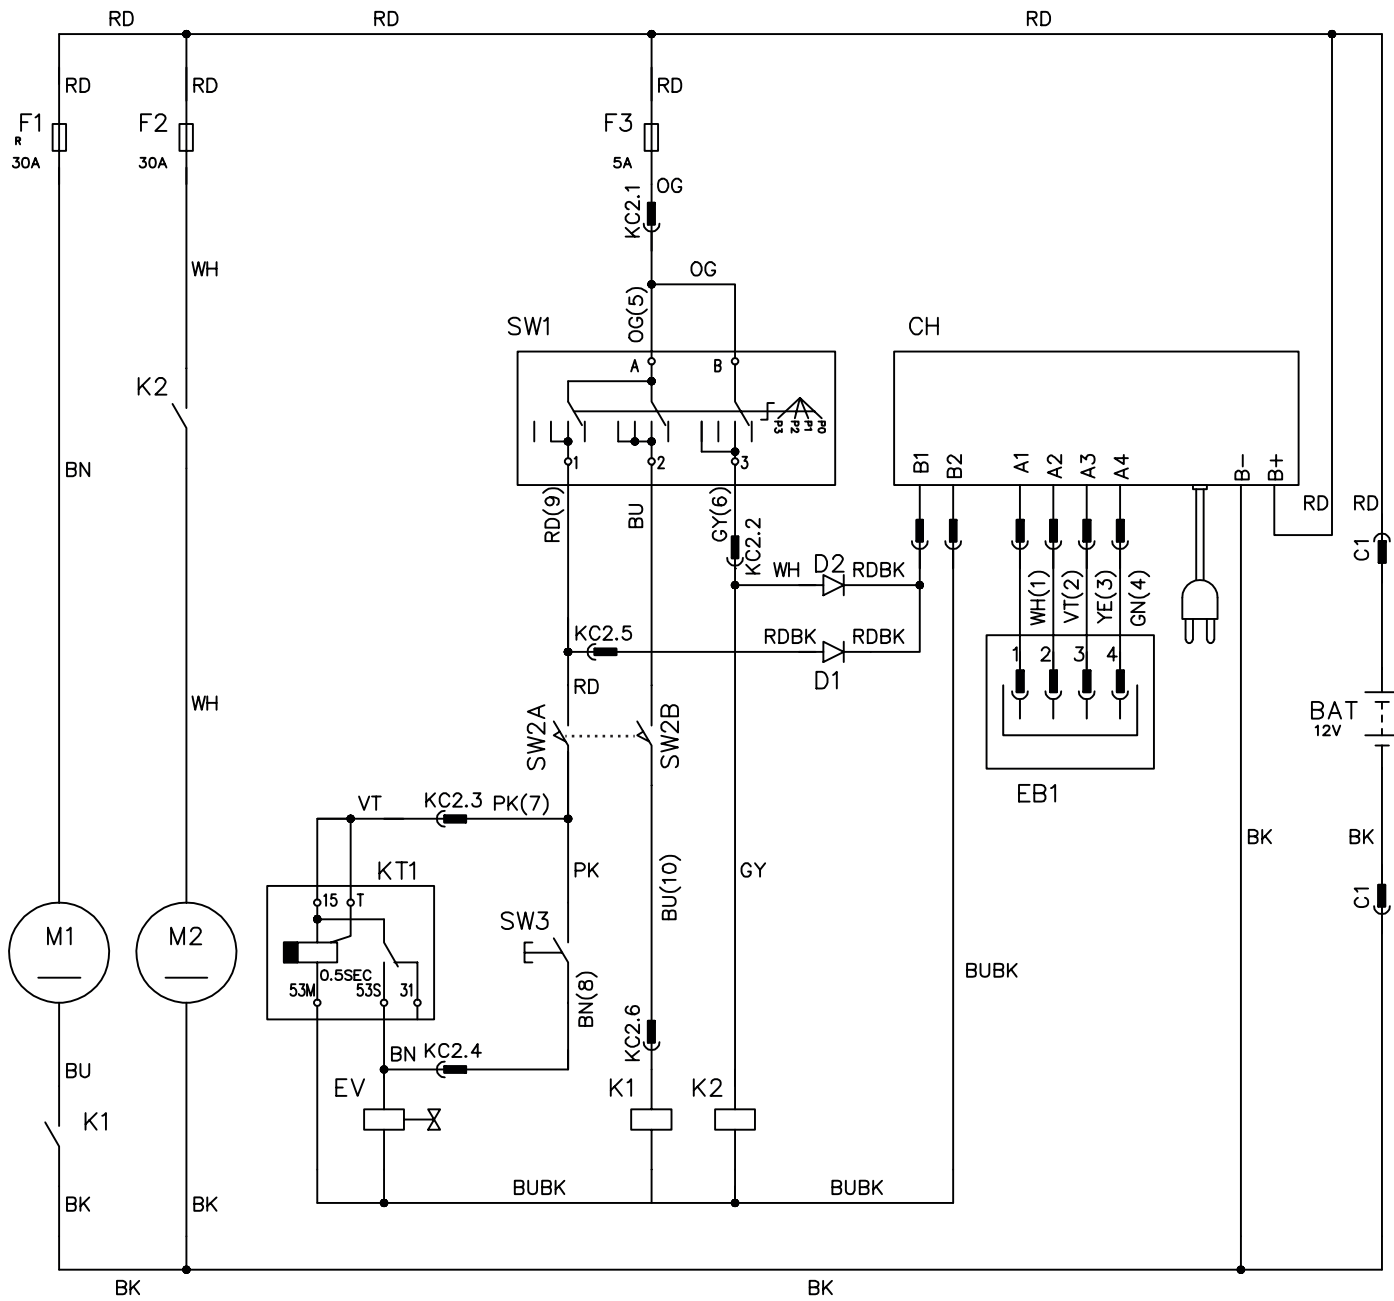 RD RD RD
RD RD RD
F1 F2 F3
R
30A 30A 5A
OG
KC2.1
WH OG
OG(5)
SW1 CH
A B
K2
P3 P2 P1 P0
1 2 3
BN
B1 B2 A1 A2 A3 A4 B- B+
RD(9) BU GY(6) RD RD
KC2.2 C1
WH D2 RDBK
WH(1) VT(2) YE(3) GN(4)
KC2.5 RDBK RDBK
D1
1 2 3 4
RD
WH
SW2A SW2B
BAT
12V
EB1
VT KC2.3 PK(7)
BK BK
KT1 PK BU(10) GY
15 T
C1
SW3
M1 M2
0.5SEC
53M 53S 31
BUBK
BN(8)
KC2.6
BN KC2.4
BU
EV K1 K2
K1
BUBK BUBK
BK BK
BK BK